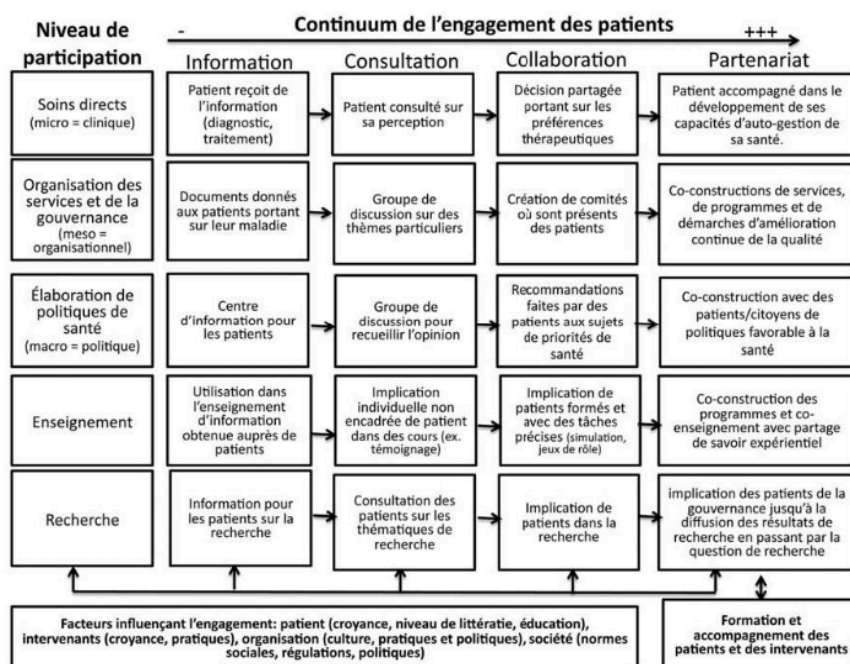 Niveau de
participation
- Continuum de l'engagement des patients +++
Information
Consultation
Collaboration
Partenariat
Soins directs
(micro = clinique)
Patient reçoit de
l'information
(diagnostic,
traitement)
Patient consulté sur
sa perception
Décision partagée
portant sur les
préférences
thérapeutiques
Patient accompagné dans le
développement de ses
capacités d'auto-gestion de
sa santé.
Organisation des
services et de la
gouvernance
(meso =
organisationnel)
Documents donnés
aux patients portant
sur leur maladie
Groupe de
discussion sur des
thèmes particuliers
Création de comités
où sont présents
des patients
Co-constructions de services,
de programmes et de
démarches d'amélioration
continue de la qualité
Élaboration de
politiques de
santé
(macro = politique)
Centre
d'information pour
les patients
Groupe de
discussion pour
recueillir l'opinion
Recommandations
faites par des
patients aux sujets
de priorités de
santé
Co-construction avec des
patients/citoyens de
politiques favorable à la
santé
Enseignement
Utilisation dans
l'enseignement
d'information
obtenue auprès de
patients
Implication
individuelle non
encadrée de patient
dans des cours (ex.
témoignage)
Implication de
patients formés et
avec des tâches
précises (simulation,
jeux de rôle)
Co-construction des
programmes et co-
enseignement avec partage
de savoir expérientiel
Recherche
Information pour
les patients sur la
recherche
Consultation des
patients sur les
thématiques de
recherche
Implication de
patients dans la
recherche
implication des patients de la
gouvernance jusqu'à la
diffusion des résultats de
recherche en passant par la
question de recherche
Facteurs influençant l'engagement: patient (croyance, niveau de littératie, éducation),
intervenants (croyance, pratiques), organisation (culture, pratiques et politiques), société (normes
sociales, régulations, politiques)
Formation et
accompagnement des
patients et des intervenants